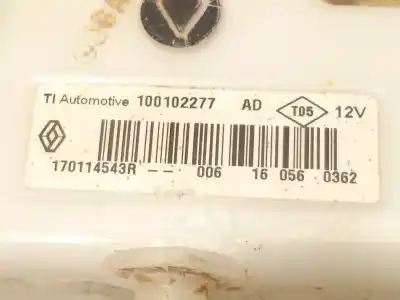 TI Automotive 100102277 AD T05 12V
170114543R -- 006 16 056 0362